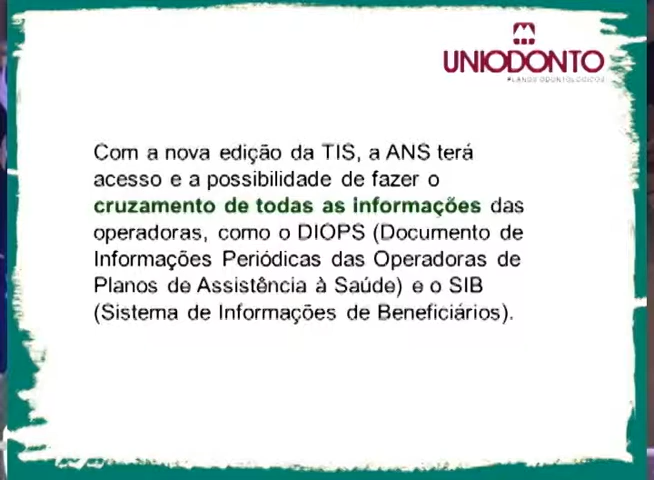 UNIODONTO
PLANOS ODONTOLÓGICOS
Com a nova edição da TIS, a ANS terá
acesso e a possibilidade de fazer o
cruzamento de todas as informações das
operadoras, como o DIOPS (Documento de
Informações Periódicas das Operadoras de
Planos de Assistência à Saúde) e o SIB
(Sistema de Informações de Beneficiários).